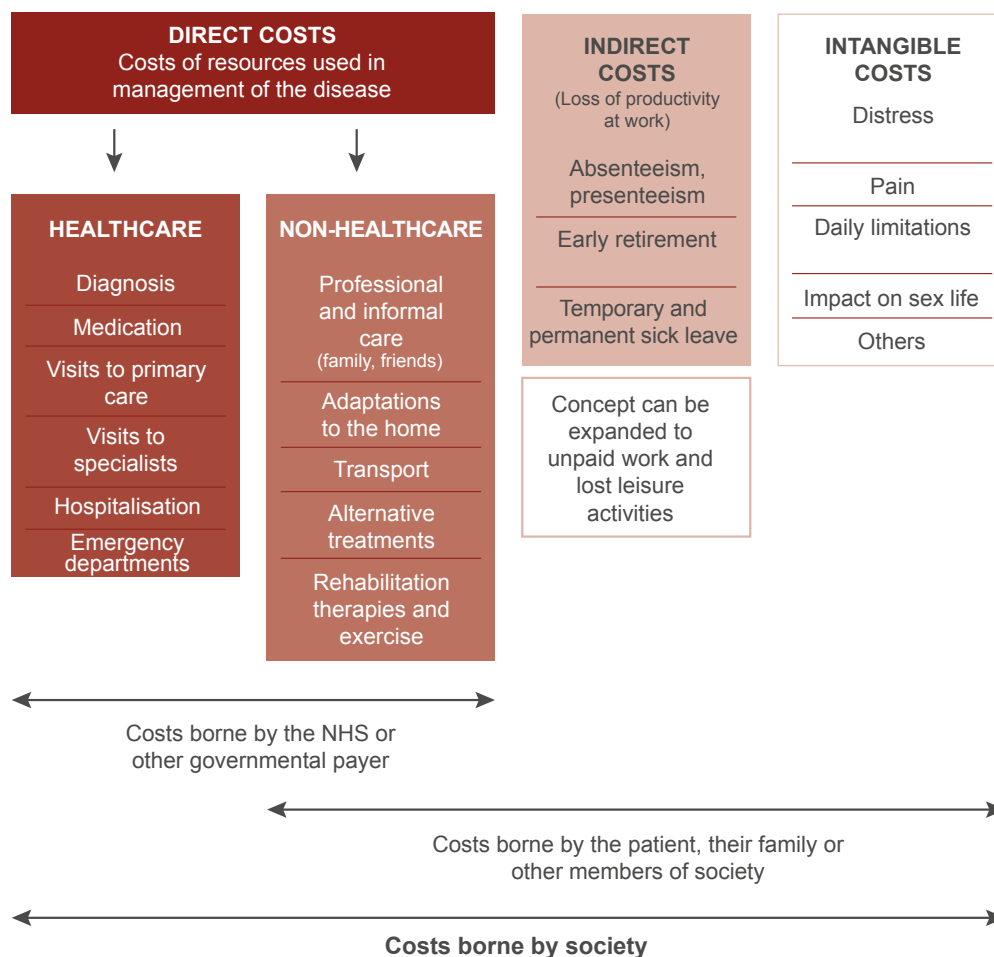 DIRECT COSTS
Costs of resources used in
management of the disease
HEALTHCARE
Diagnosis
Medication
Visits to primary
care
Visits to
specialists
Hospitalisation
Emergency
departments
NON-HEALTHCARE
Professional
and informal
care
(family, friends)
Adaptations
to the home
Transport
Alternative
treatments
Rehabilitation
therapies and
exercise
INDIRECT
COSTS
(Loss of productivity
at work)
Absenteeism,
presenteeism
Early retirement
Temporary and
permanent sick leave
Concept can be
expanded to
unpaid work and
lost leisure
activities
INTANGIBLE
COSTS
Distress
Pain
Daily limitations
Impact on sex life
Others
Costs borne by the NHS or
other governmental payer
Costs borne by the patient, their family or
other members of society
Costs borne by society